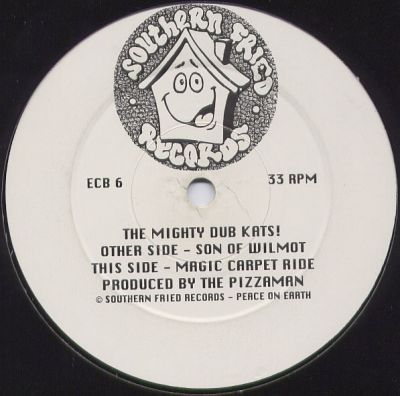 SOUTHERN FRIED
RECORDS
ECB 6
33 RPM
THE MIGHTY DUB KATS!
OTHER SIDE - SON OF WILMOT
THIS SIDE - MAGIC CARPET RIDE
PRODUCED BY THE PIZZAMAN
© SOUTHERN FRIED RECORDS - PEACE ON EARTH